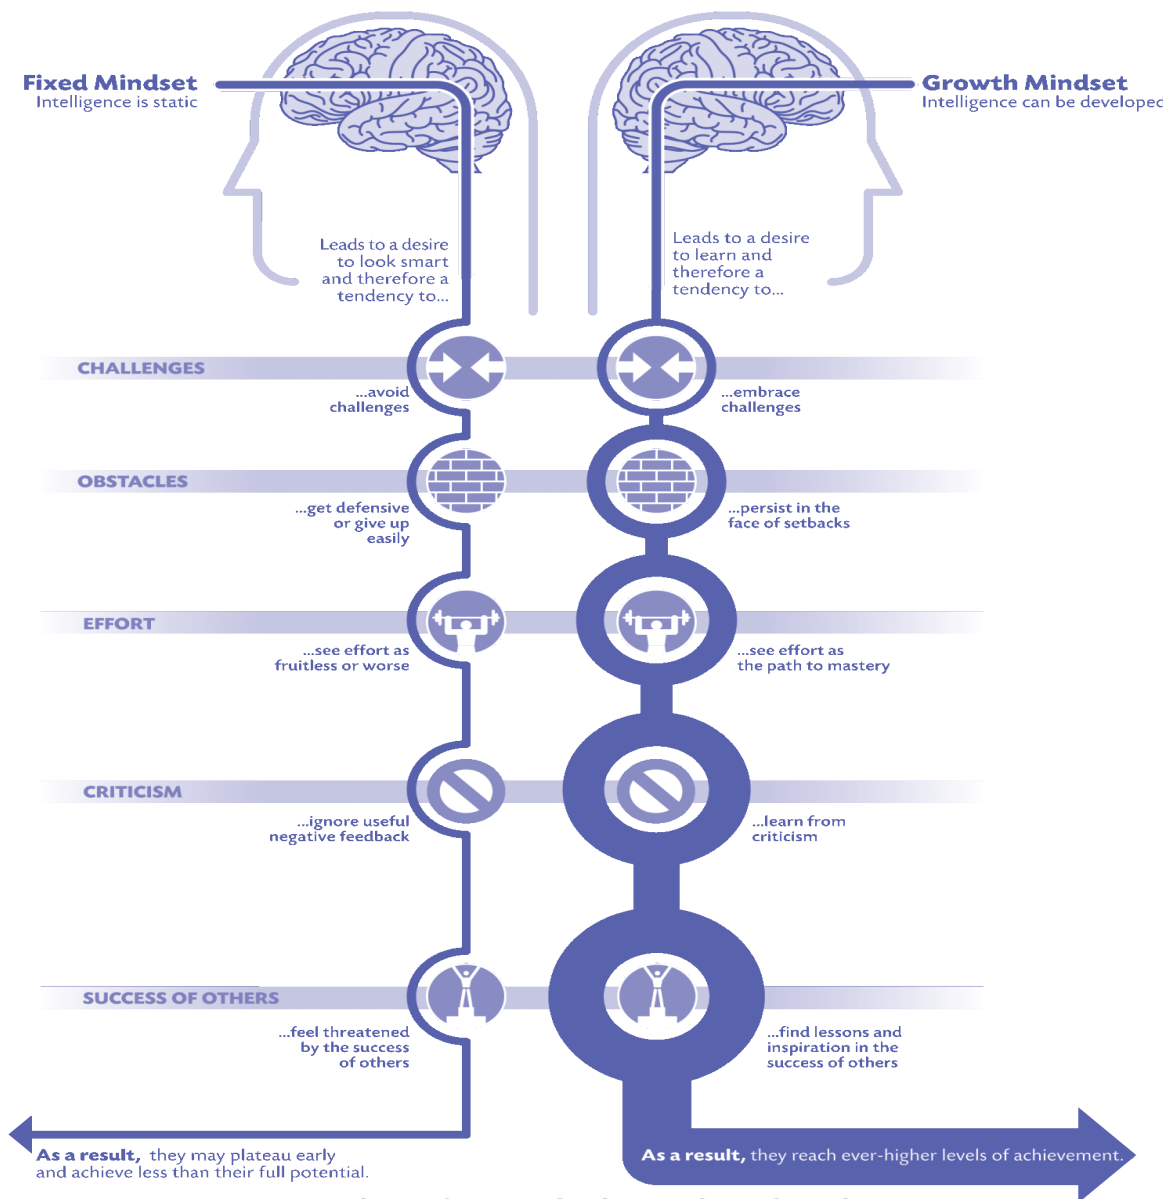 Fixed Mindset
Intelligence is static
Growth Mindset
Intelligence can be developed
Leads to a desire
to look smart
and therefore a
tendency to...
Leads to a desire
to learn and
therefore a
tendency to...
CHALLENGES
...avoid
challenges
...embrace
challenges
OBSTACLES
...get defensive
or give up
easily
...persist in the
face of setbacks
EFFORT
...see effort as
fruitless or worse
...see effort as
the path to mastery
CRITICISM
...ignore useful
negative feedback
...learn from
criticism
SUCCESS OF OTHERS
...feel threatened
by the success
of others
...find lessons and
inspiration in the
success of others
As a result, they may plateau early
and achieve less than their full potential.
As a result, they reach ever-higher levels of achievement.